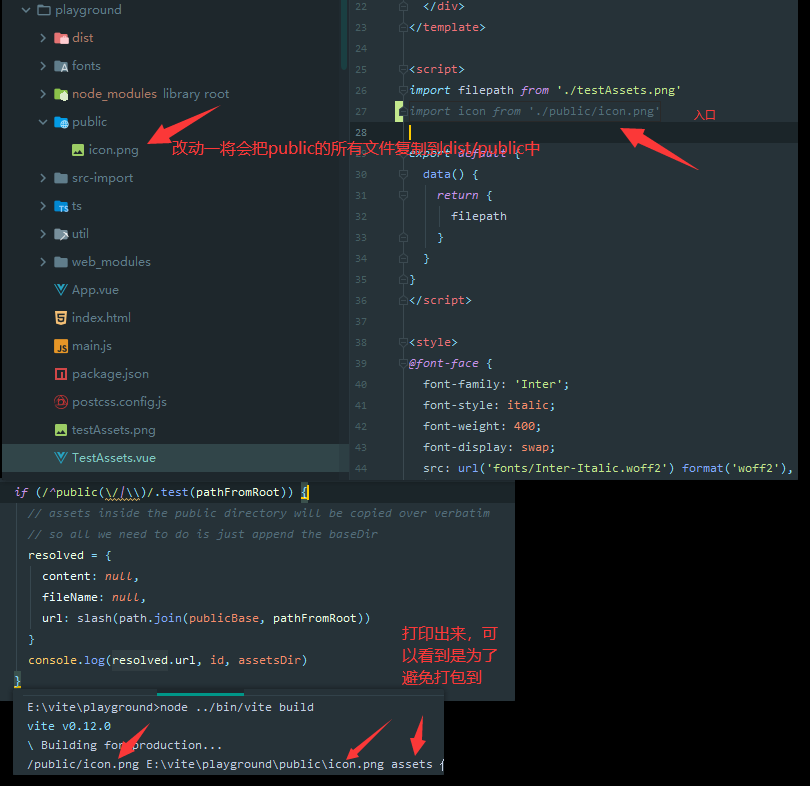 playground
dist
fonts
node_modules library root
public
icon.png
改动一将会把public的所有文件复制到dist/public中
src-import
ts
util
web_modules
App.vue
index.html
main.js
package.json
postcss.config.js
testAssets.png
TestAssets.vue
22 </div>
23 </template>
24
25 <script>
26 import filepath from './testAssets.png'
27 import icon from './public/icon.png'
入口
28
export default {
30 data() {
31 return {
32 filepath
33 }
34 }
35 }
36 </script>
37
38 <style>
39 @font-face {
40 font-family: 'Inter';
41 font-style: italic;
42 font-weight: 400;
43 font-display: swap;
44 src: url('fonts/Inter-Italic.woff2') format('woff2'),
if (/^public(\/|\\)/.test(pathFromRoot)) {
// assets inside the public directory will be copied over verbatim
// so all we need to do is just append the baseDir
resolved = {
content: null,
fileName: null,
url: slash(path.join(publicBase, pathFromRoot))
}
console.log(resolved.url, id, assetsDir)
}
打印出来，可
以看到是为了
避免打包到
E:\vite\playground>node ../bin/vite build
vite v0.12.0
\ Building for production...
/public/icon.png E:\vite\playground\public\icon.png assets {